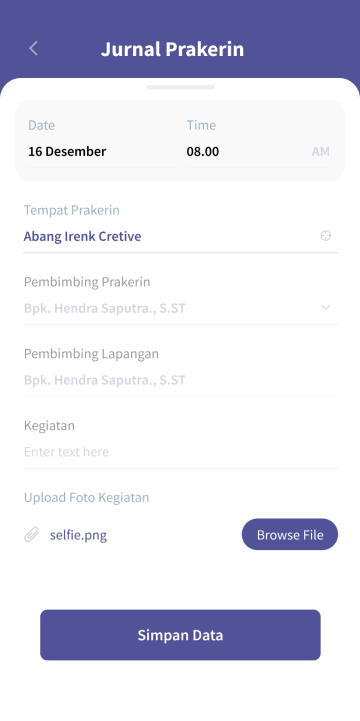 Jurnal Prakerin
Date
Time
16 Desember
08.00
AM
Tempat Prakerin
Abang Irenk Cretive
Pembimbing Prakerin
Bpk. Hendra Saputra., S.ST
Pembimbing Lapangan
Bpk. Hendra Saputra., S.ST
Kegiatan
Enter text here
Upload Foto Kegiatan
selfie.png
Browse File
Simpan Data